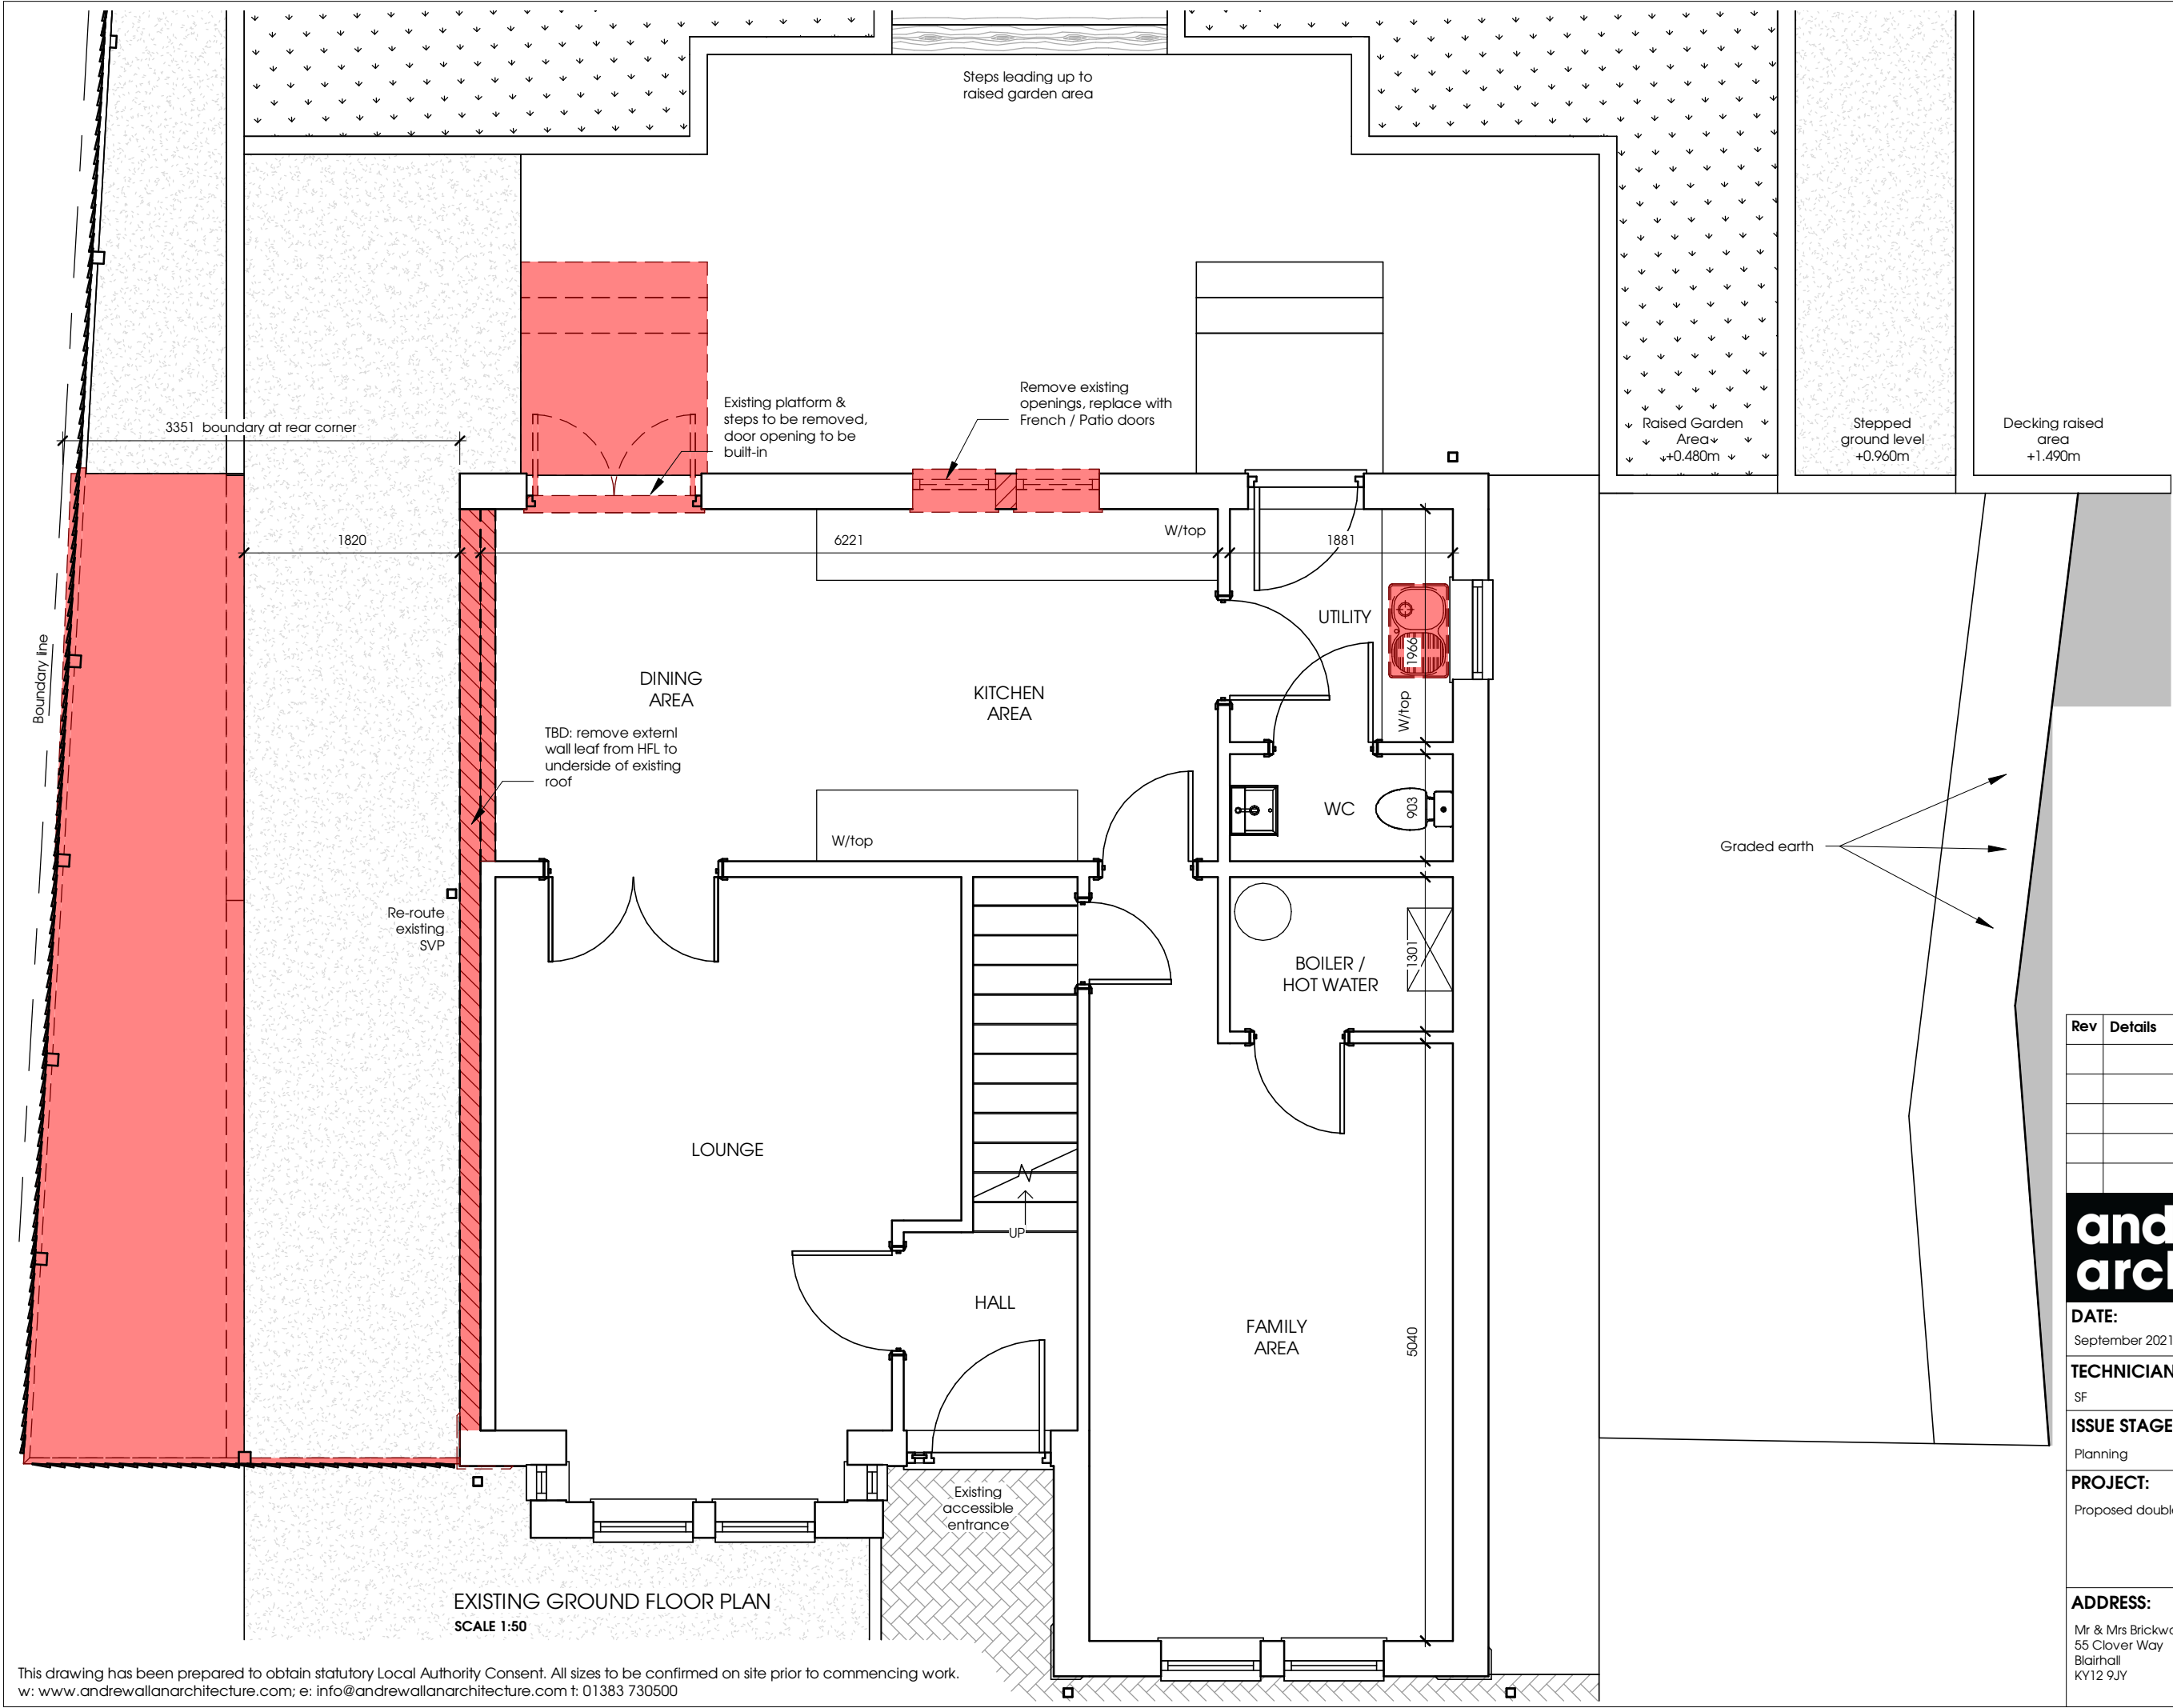 Steps leading up to
raised garden area
Remove existing
openings, replace with
French / Patio doors
Existing platform &
steps to be removed,
door opening to be
built-in
3351 boundary at rear corner
Raised Garden
Area
+0.480m
Stepped
ground level
+0.960m
Decking raised
area
+1.490m
1820
6221
W/top
1881
UTILITY
1966
W/top
Boundary line
DINING
AREA
KITCHEN
AREA
TBD: remove externl
wall leaf from HFL to
underside of existing
roof
W/top
WC
903
Graded earth
Re-route
existing
SVP
BOILER /
HOT WATER
1301
LOUNGE
UP
HALL
FAMILY
AREA
5040
Existing
accessible
entrance
EXISTING GROUND FLOOR PLAN
SCALE 1:50
This drawing has been prepared to obtain statutory Local Authority Consent. All sizes to be confirmed on site prior to commencing work.
w: www.andrewallanarchitecture.com; e: info@andrewallanarchitecture.com t: 01383 730500
Rev Details
and
arc
DATE:
September 2021
TECHNICIAN
SF
ISSUE STAGE
Planning
PROJECT:
Proposed doubl
ADDRESS:
Mr & Mrs Brickwo
55 Clover Way
Blairhall
KY12 9JY